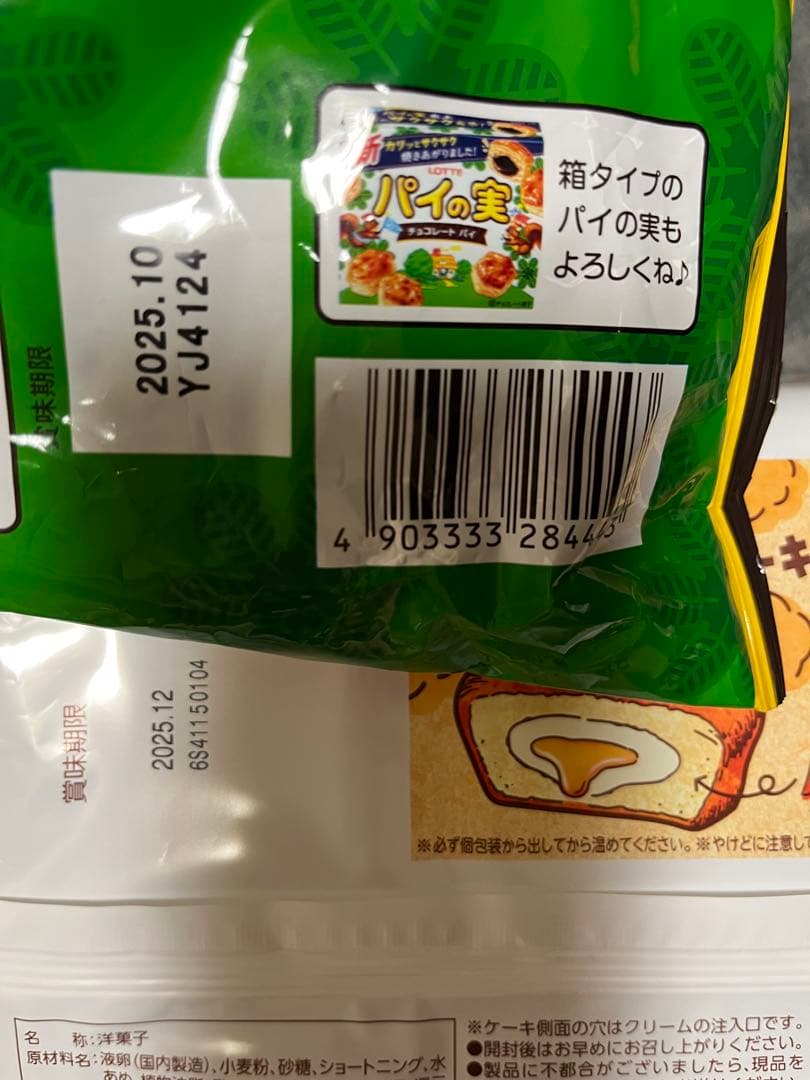 新 カリッとサクサク
焼きあがりました!
LOTTE
パイの実
チョコレート パイ
箱タイプの
パイの実も
よろしくね♪
味期限
2025.10
YJ4124
4 903333 28444
賞味期限
2025.12
6S41150104
※必ず個包装から出してから温めてください。※やけどに注意して
名 称:洋菓子
原材料名:液卵(国内製造)、小麦粉、砂糖、ショートニング、水
※ケーキ側面の穴はクリームの注入口です。
●開封後はお早めにお召し上がりください。
●製品に不都合がございましたら、現品を